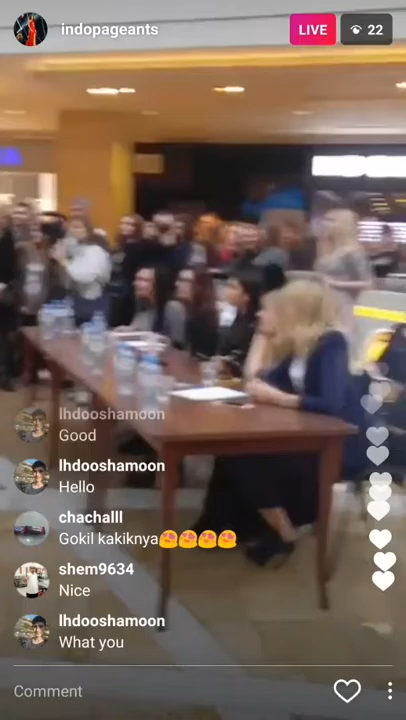 indopageants
LIVE
22
lhdooshamoon
Good
lhdooshamoon
Hello
chachalll
Gokil kakiknya😍😍😍😍
shem9634
Nice
lhdooshamoon
What you
Comment